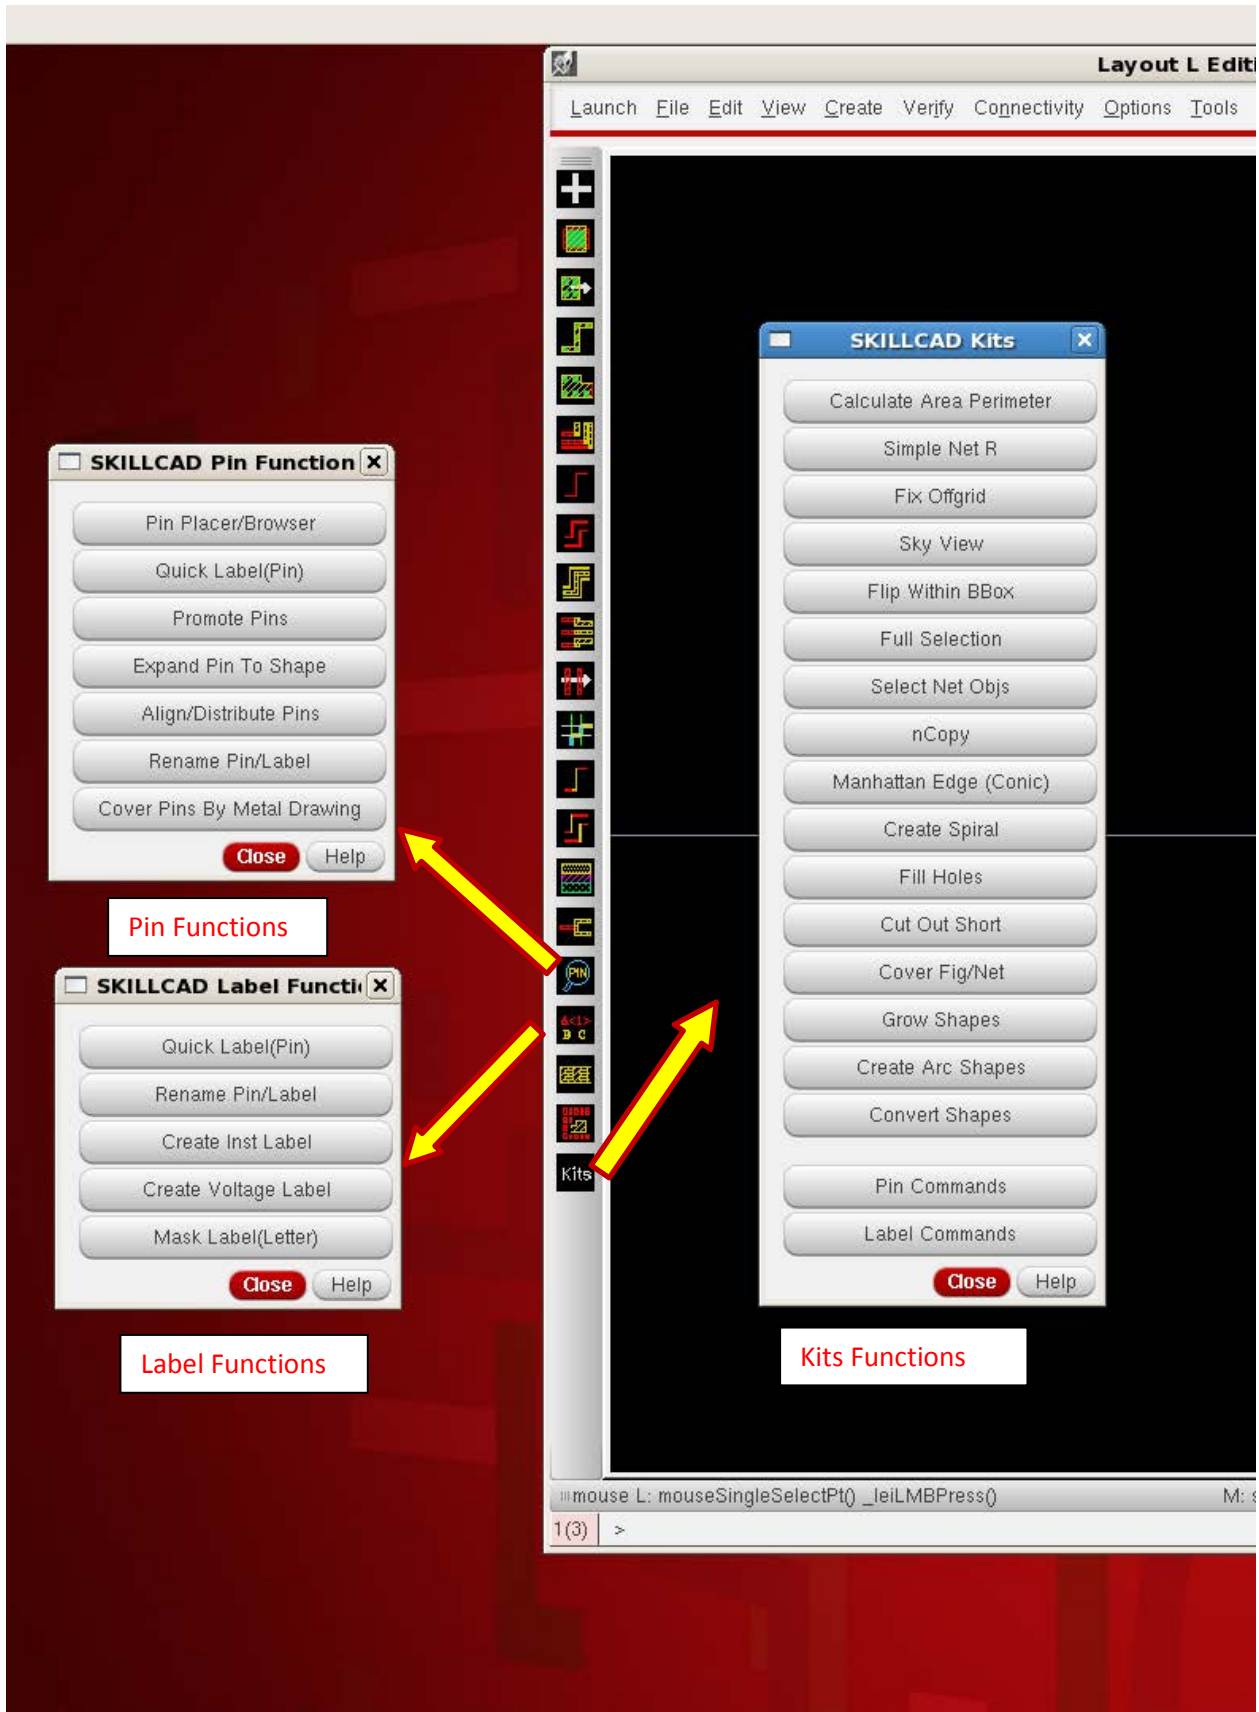 Layout L Editi
Launch File Edit View Create Verify Connectivity Options Tools
SKILLCAD Pin Function
Pin Placer/Browser
Quick Label(Pin)
Promote Pins
Expand Pin To Shape
Align/Distribute Pins
Rename Pin/Label
Cover Pins By Metal Drawing
Close Help
Pin Functions
SKILLCAD Label Functi
Quick Label(Pin)
Rename Pin/Label
Create Inst Label
Create Voltage Label
Mask Label(Letter)
Close Help
Label Functions
PIN
A<1>
B C
Kits
SKILLCAD Kits
Calculate Area Perimeter
Simple Net R
Fix Offgrid
Sky View
Flip Within BBox
Full Selection
Select Net Objs
nCopy
Manhattan Edge (Conic)
Create Spiral
Fill Holes
Cut Out Short
Cover Fig/Net
Grow Shapes
Create Arc Shapes
Convert Shapes
Pin Commands
Label Commands
Close Help
Kits Functions
mouse L: mouseSingleSelectPt() _leiLMBPress() M: s
1(3) >